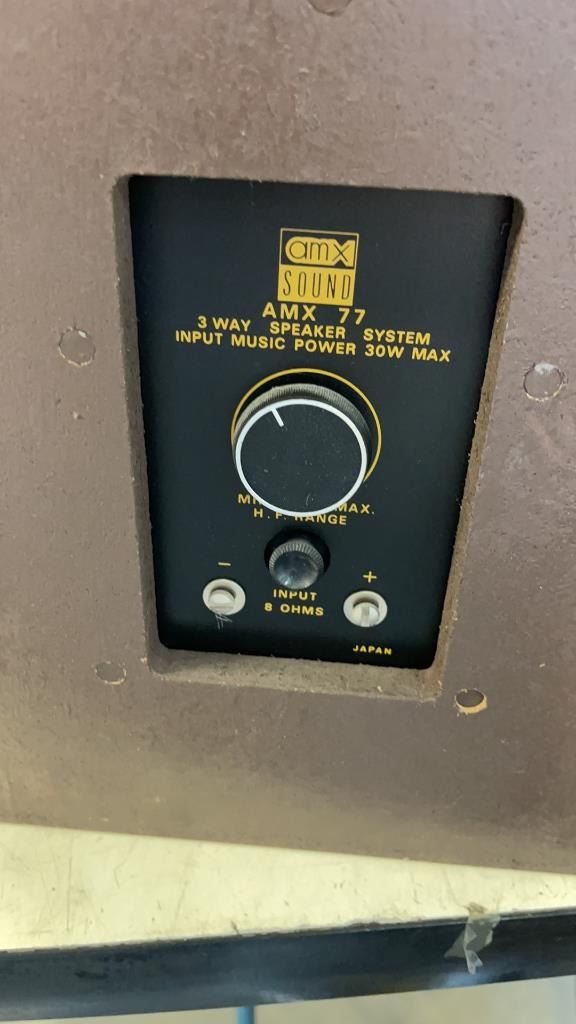 amx
SOUND
AMX 77
3 WAY SPEAKER SYSTEM
INPUT MUSIC POWER 30W MAX
MAX.
H.F. RANGE
- +
INPUT
8 OHMS
JAPAN